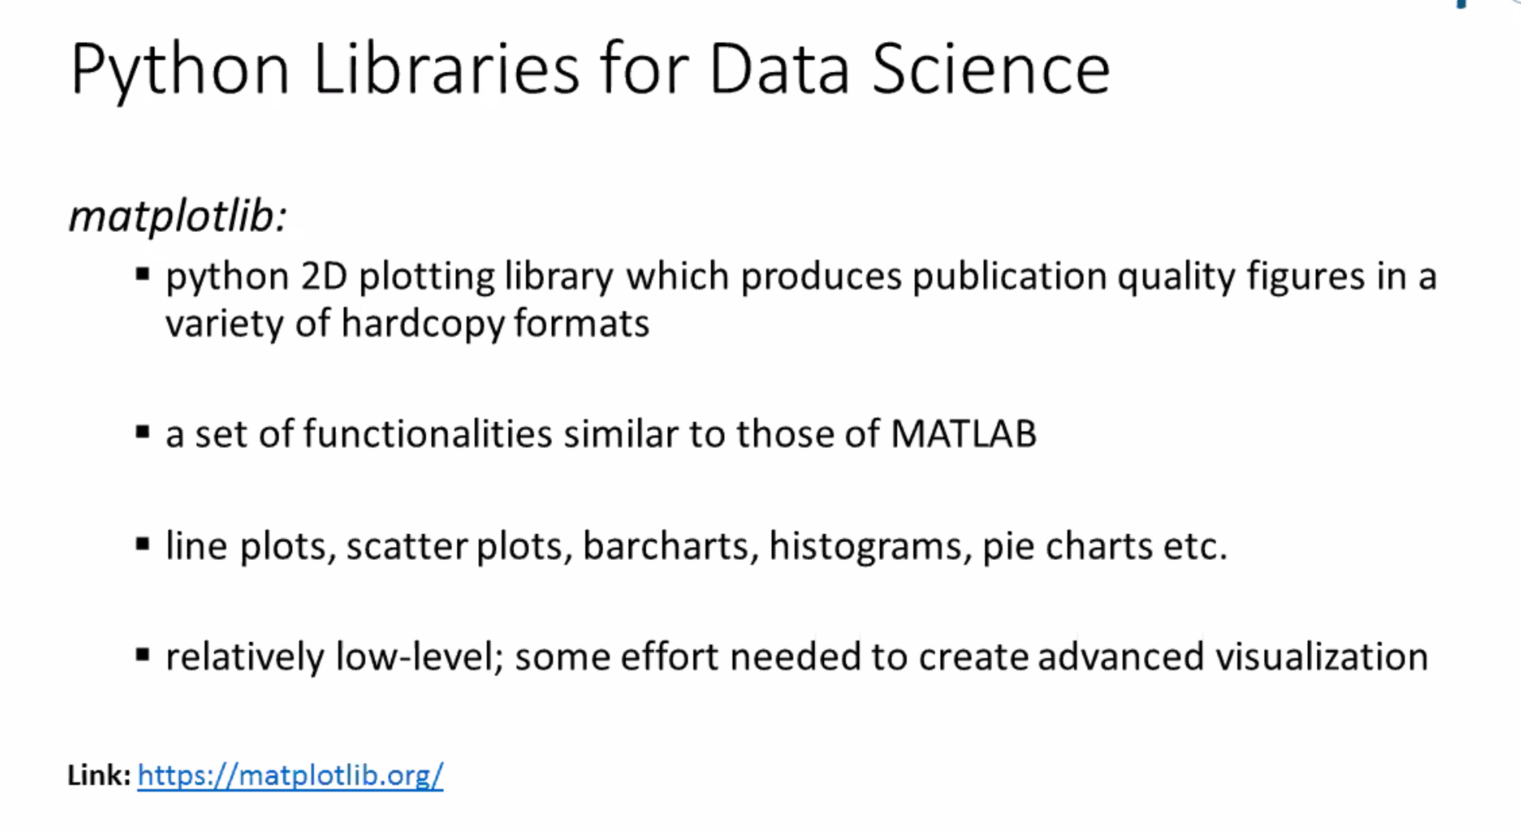 Python Libraries for Data Science
matplotlib:
▪ python 2D plotting library which produces publication quality figures in a
variety of hardcopy formats
▪ a set of functionalities similar to those of MATLAB
▪ line plots, scatter plots, barcharts, histograms, pie charts etc.
▪ relatively low-level; some effort needed to create advanced visualization
Link: https://matplotlib.org/